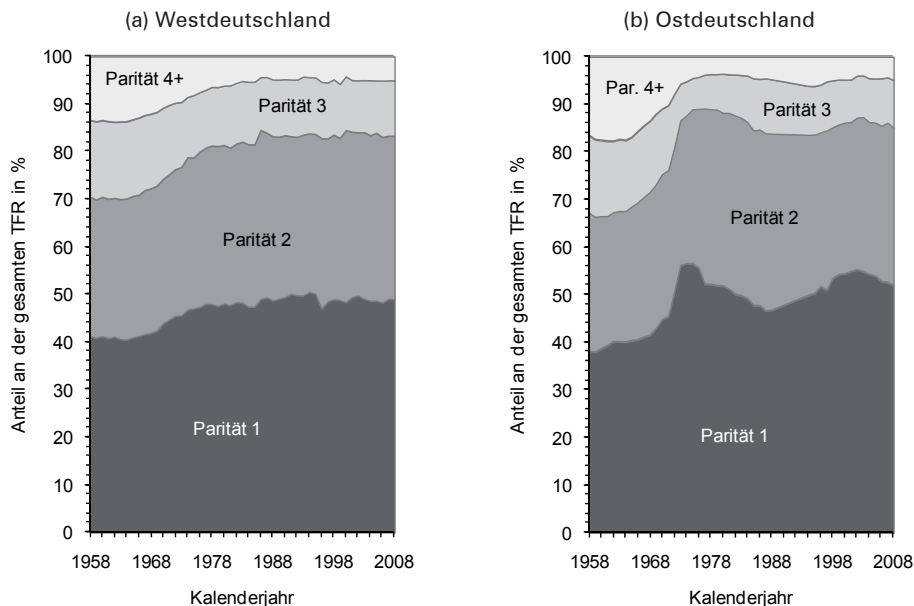 (a) Westdeutschland
Anteil an der gesamten TFR in %
100
90
80
70
60
50
40
30
20
10
0
Parität 4+
Parität 3
Parität 2
Parität 1
1958 1968 1978 1988 1998 2008
Kalenderjahr
(b) Ostdeutschland
Anteil an der gesamten TFR in %
100
90
80
70
60
50
40
30
20
10
0
Par. 4+
Parität 3
Parität 2
Parität 1
1958 1968 1978 1988 1998 2008
Kalenderjahr